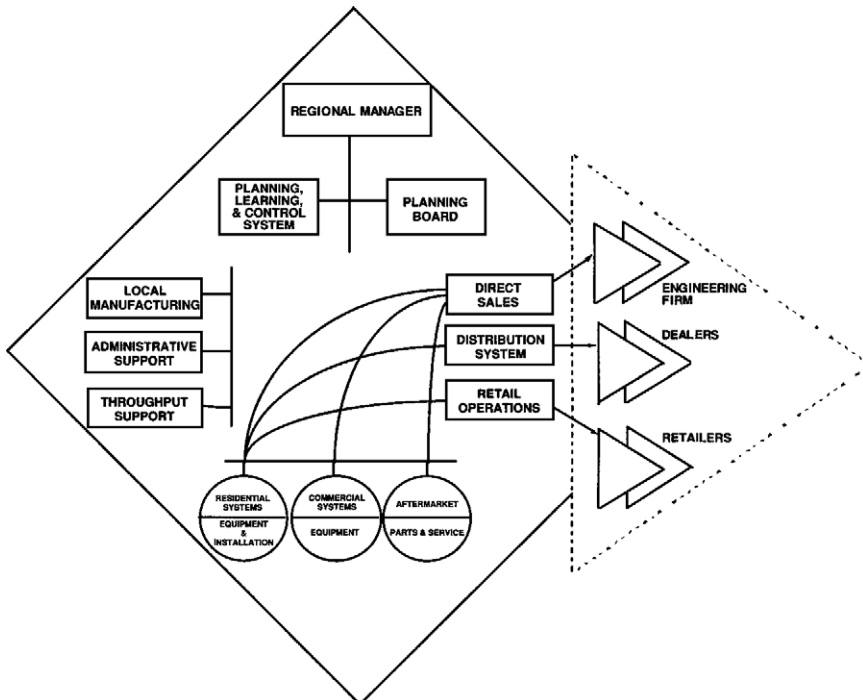 REGIONAL MANAGER
PLANNING,
LEARNING,
& CONTROL
SYSTEM
PLANNING
BOARD
LOCAL
MANUFACTURING
ADMINISTRATIVE
SUPPORT
THROUGHPUT
SUPPORT
DIRECT
SALES
DISTRIBUTION
SYSTEM
RETAIL
OPERATIONS
ENGINEERING
FIRM
DEALERS
RETAILERS
RESIDENTIAL
SYSTEMS
EQUIPMENT
&
INSTALLATION
COMMERCIAL
SYSTEMS
EQUIPMENT
AFTERMARKET
PARTS & SERVICE